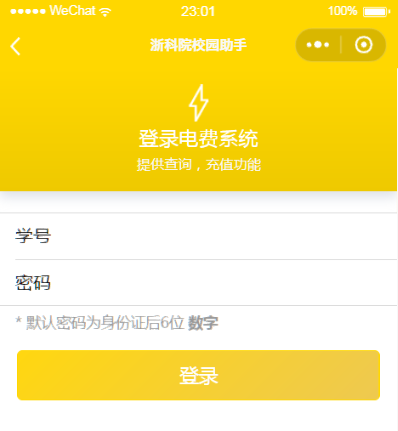 WeChat 23:01 100%
浙科院校园助手
登录电费系统
提供查询，充值功能
学号
密码
* 默认密码为身份证后6位 数字
登录